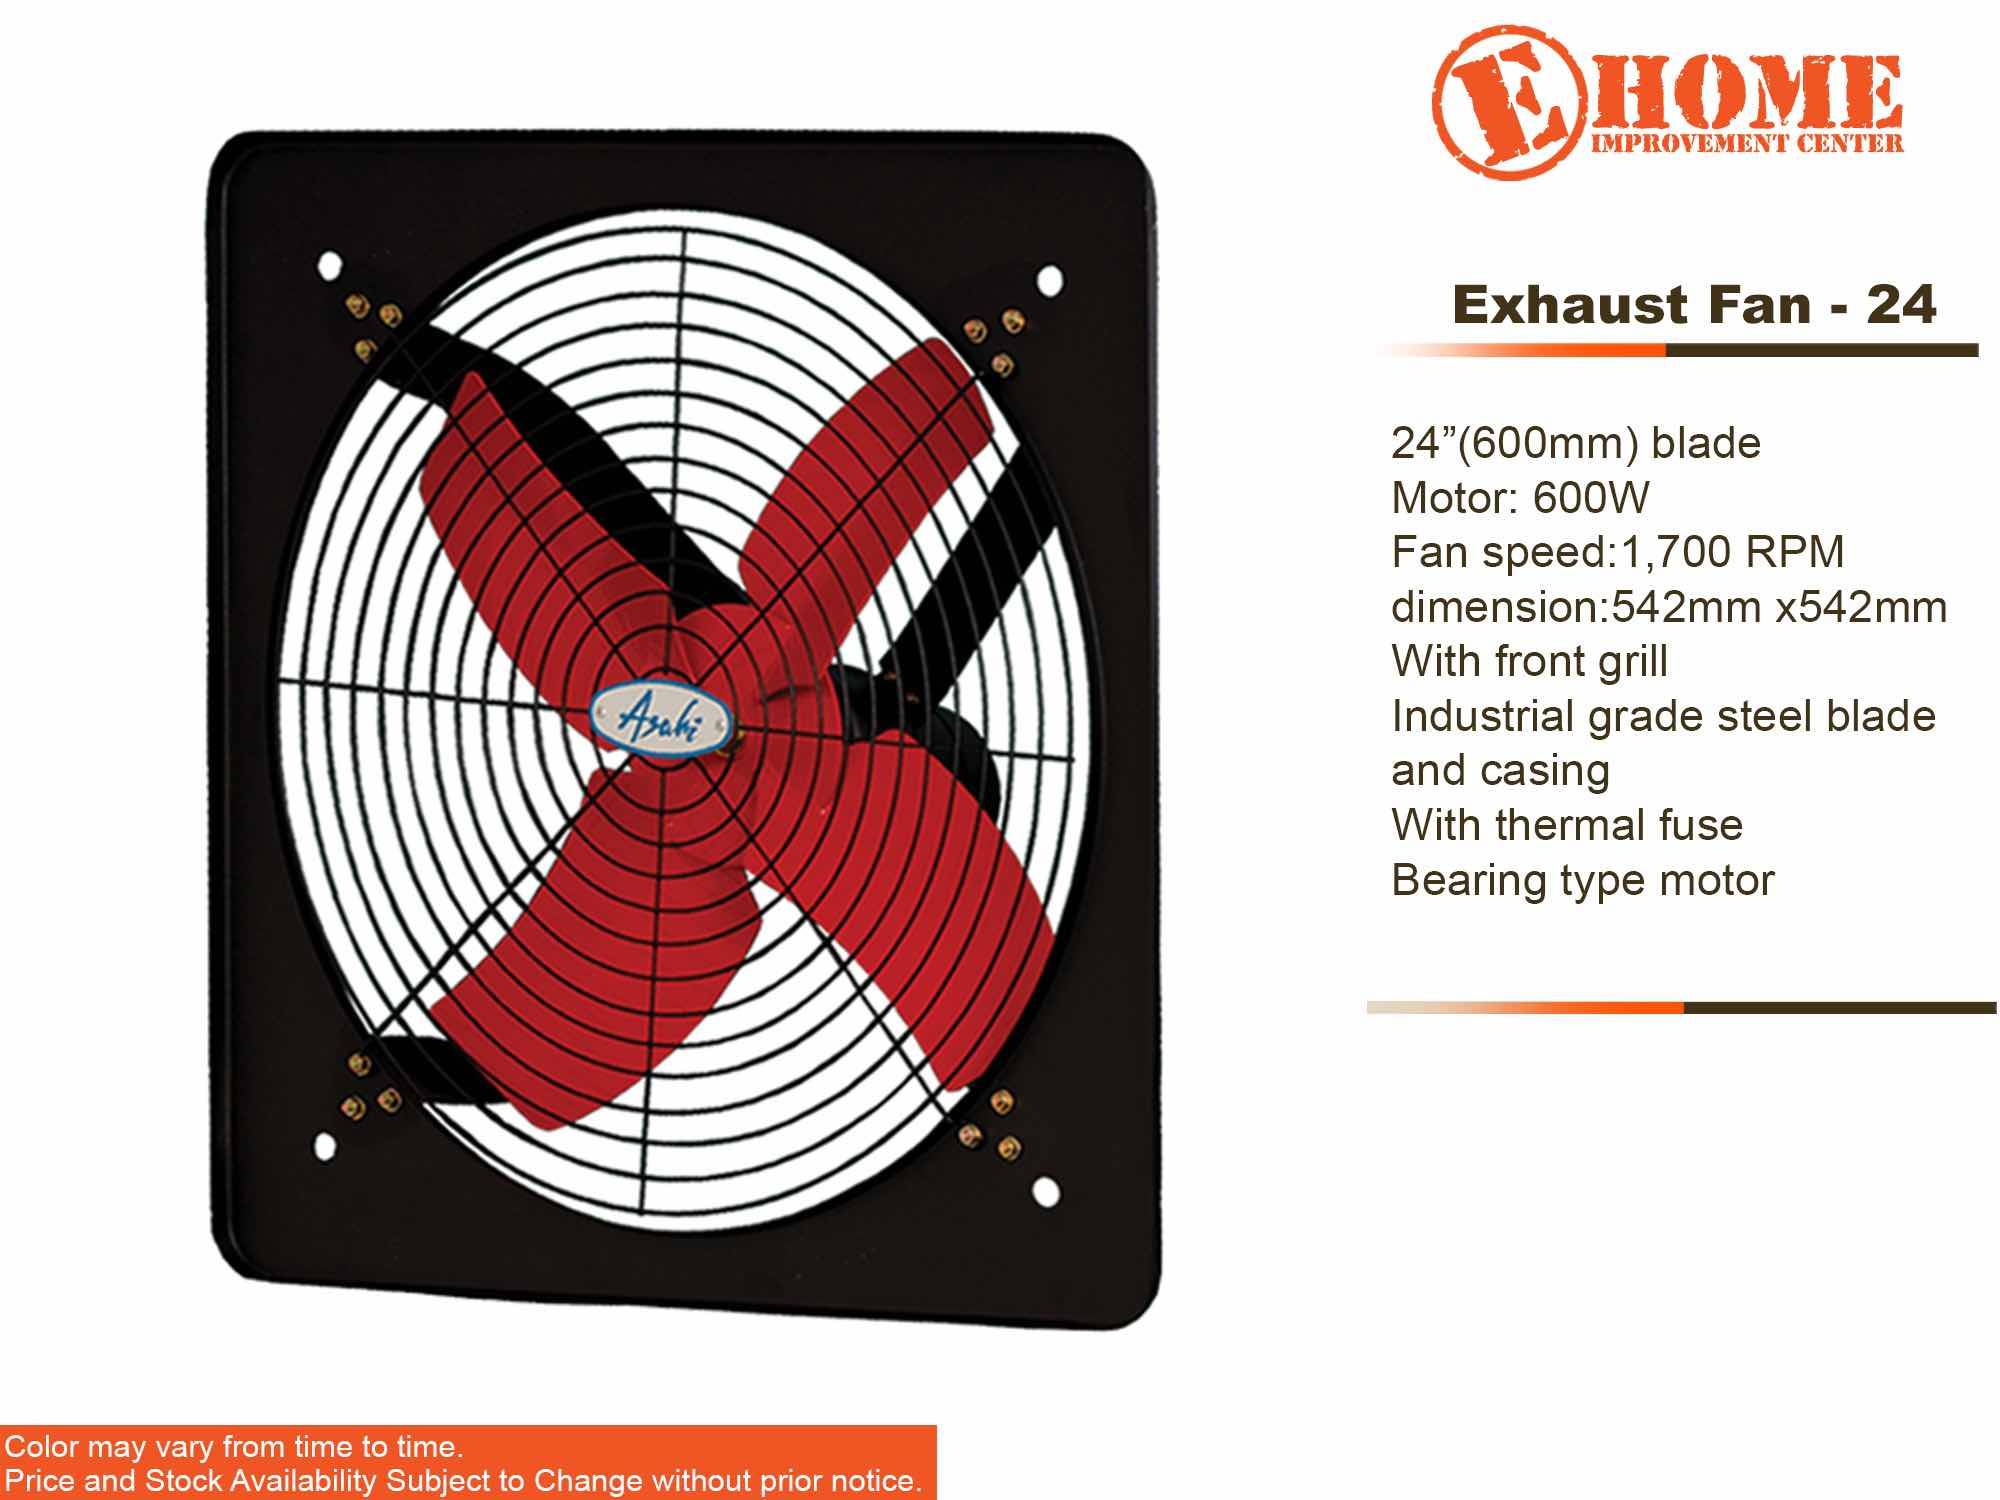 E HOME
IMPROVEMENT CENTER
Exhaust Fan - 24
24”(600mm) blade
Motor: 600W
Fan speed:1,700 RPM
dimension:542mm x542mm
With front grill
Industrial grade steel blade
and casing
With thermal fuse
Bearing type motor
Asahi
Color may vary from time to time.
Price and Stock Availability Subject to Change without prior notice.